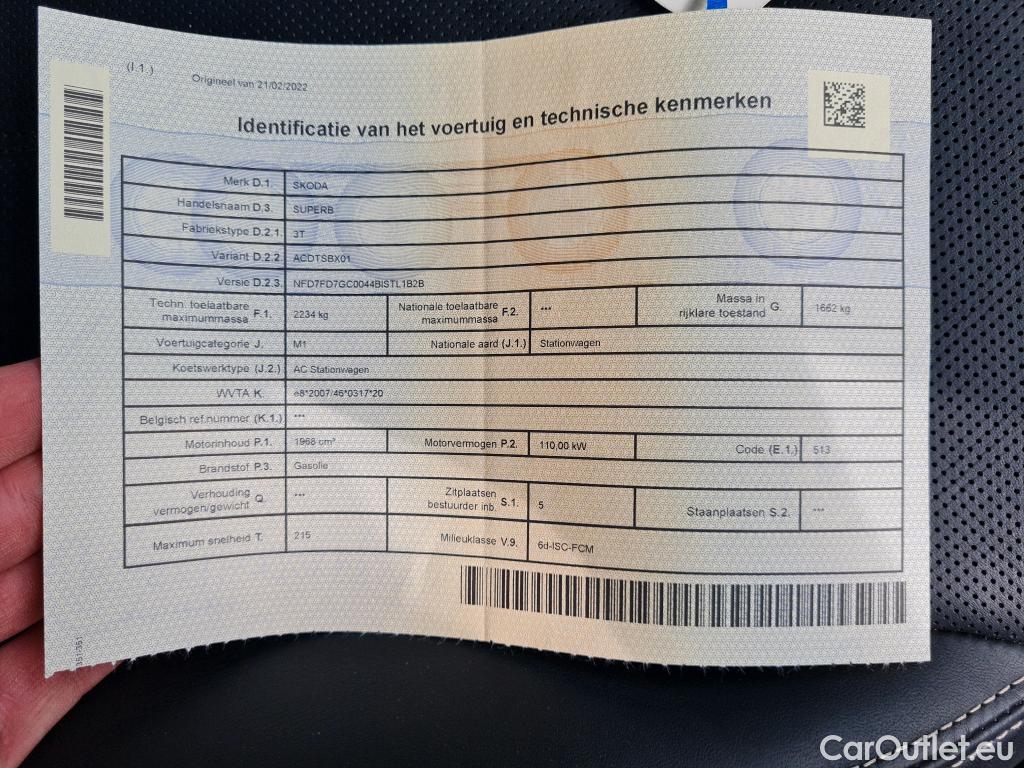 (I.1.)
Origineel van 21/02/2022
Identificatie van het voertuig en technische kenmerken
Merk D.1. SKODA
Handelsnaam D.3. SUPERB
Fabriekstype D.2.1. 3T
Variant D.2.2. ACDTSBX01
Versie D.2.3. NFD7FD7GC0044BISTL1B2B
Techn. toelaatbare maximummassa F.1. 2234 kg Nationale toelaatbare maximummassa F.2. *** Massa in rijklare toestand G. 1662 kg
Voertuigcategorie J. M1 Nationale aard (J.1.) Stationwagen
Koetswerktype (J.2.) AC Stationwagen
WVTA K. e8*2007/46*0317*20
Belgisch ref.nummer (K.1.) ***
Motorinhoud P.1. 1968 cm³ Motorvermogen P.2. 110,00 kW Code (E.1.) 513
Brandstof P.3. Gasolie
Verhouding vermogen/gewicht Q. *** Zitplaatsen bestuurder inb. S.1. 5 Staanplaatsen S.2. ***
Maximum snelheid T. 215 Milieuklasse V.9. 6d-ISC-FCM
351-351
CarOutlet.eu